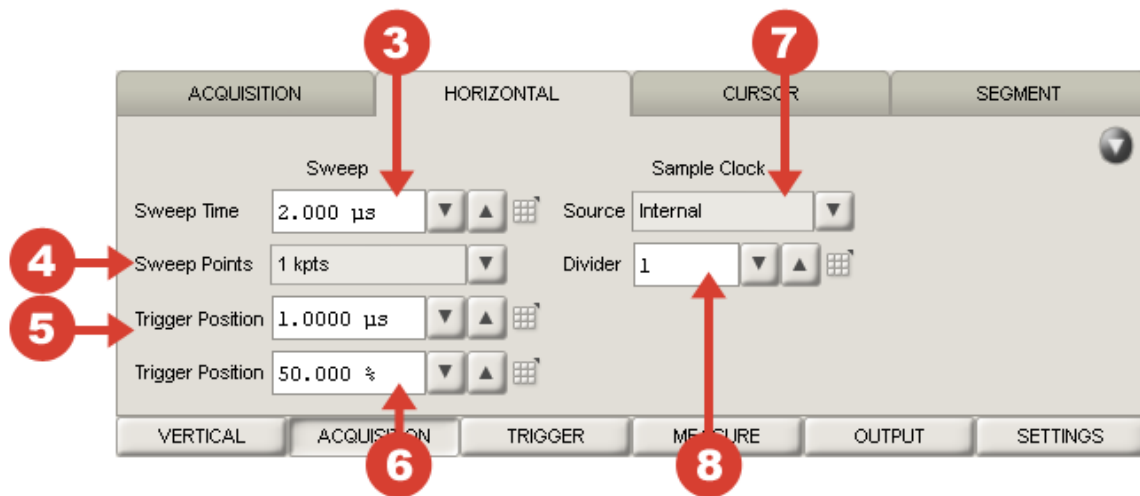 3 7
ACQUISITION HORIZONTAL CURSOR SEGMENT
Sweep Sample Clock
Sweep Time 2.000 µs Source Internal
4 Sweep Points 1 kpts Divider 1
5 Trigger Position 1.0000 µs
Trigger Position 50.000 %
VERTICAL ACQUISITION TRIGGER MEASURE OUTPUT SETTINGS
6 8